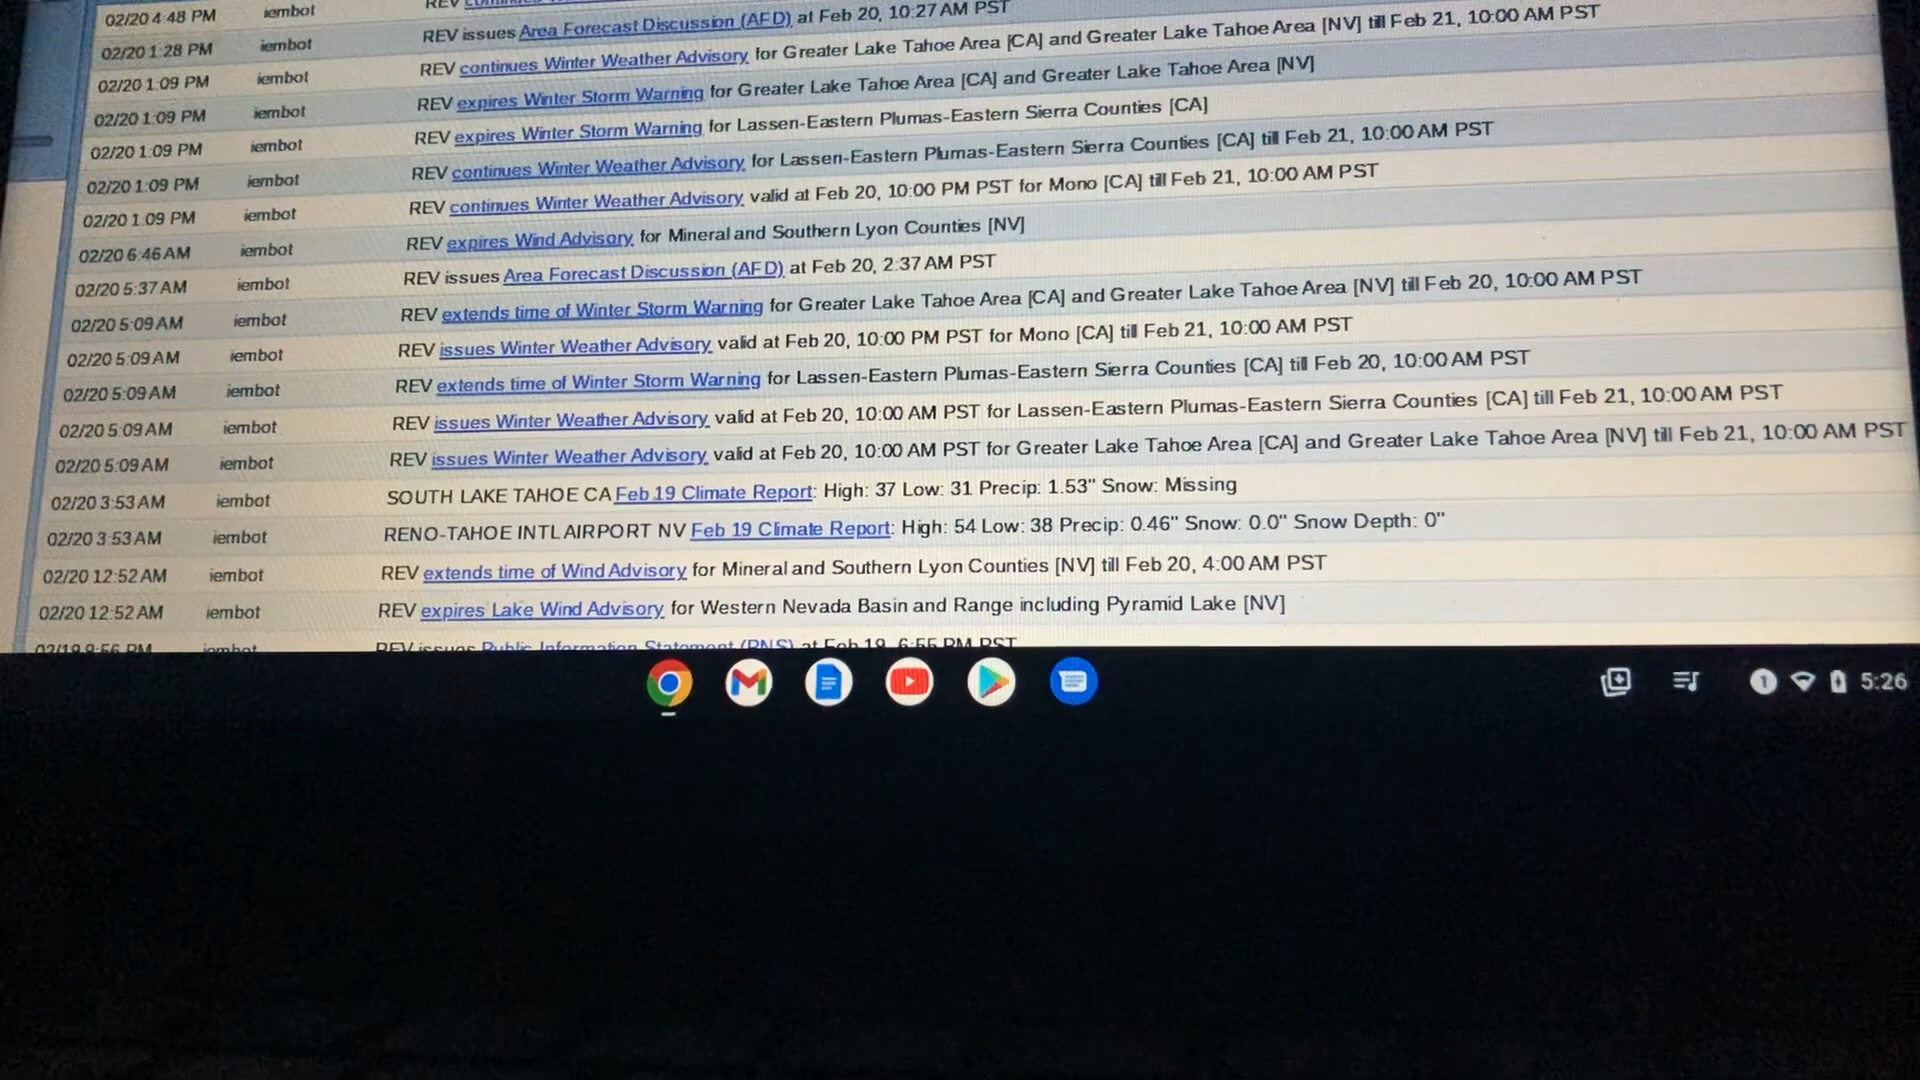 02/20 4:48 PM iembot REV
02/20 1:28 PM iembot REV issues Area Forecast Discussion (AFD) at Feb 20, 10:27 AM PST
02/20 1:09 PM iembot REV continues Winter Weather Advisory for Greater Lake Tahoe Area [CA] and Greater Lake Tahoe Area [NV] till Feb 21, 10:00 AM PST
02/20 1:09 PM iembot REV expires Winter Storm Warning for Greater Lake Tahoe Area [CA] and Greater Lake Tahoe Area [NV]
02/20 1:09 PM iembot REV expires Winter Storm Warning for Lassen-Eastern Plumas-Eastern Sierra Counties [CA]
02/20 1:09 PM iembot REV continues Winter Weather Advisory for Lassen-Eastern Plumas-Eastern Sierra Counties [CA] till Feb 21, 10:00 AM PST
02/20 1:09 PM iembot REV continues Winter Weather Advisory valid at Feb 20, 10:00 PM PST for Mono [CA] till Feb 21, 10:00 AM PST
02/20 6:46 AM iembot REV expires Wind Advisory for Mineral and Southern Lyon Counties [NV]
02/20 5:37 AM iembot REV issues Area Forecast Discussion (AFD) at Feb 20, 2:37 AM PST
02/20 5:09 AM iembot REV extends time of Winter Storm Warning for Greater Lake Tahoe Area [CA] and Greater Lake Tahoe Area [NV] till Feb 20, 10:00 AM PST
02/20 5:09 AM iembot REV issues Winter Weather Advisory valid at Feb 20, 10:00 PM PST for Mono [CA] till Feb 21, 10:00 AM PST
02/20 5:09 AM iembot REV extends time of Winter Storm Warning for Lassen-Eastern Plumas-Eastern Sierra Counties [CA] till Feb 20, 10:00 AM PST
02/20 5:09 AM iembot REV issues Winter Weather Advisory valid at Feb 20, 10:00 AM PST for Lassen-Eastern Plumas-Eastern Sierra Counties [CA] till Feb 21, 10:00 AM PST
02/20 5:09 AM iembot REV issues Winter Weather Advisory valid at Feb 20, 10:00 AM PST for Greater Lake Tahoe Area [CA] and Greater Lake Tahoe Area [NV] till Feb 21, 10:00 AM PST
02/20 3:53 AM iembot SOUTH LAKE TAHOE CA Feb 19 Climate Report: High: 37 Low: 31 Precip: 1.53" Snow: Missing
02/20 3:53 AM iembot RENO-TAHOE INTL AIRPORT NV Feb 19 Climate Report: High: 54 Low: 38 Precip: 0.46" Snow: 0.0" Snow Depth: 0"
02/20 12:52 AM iembot REV extends time of Wind Advisory for Mineral and Southern Lyon Counties [NV] till Feb 20, 4:00 AM PST
02/20 12:52 AM iembot REV expires Lake Wind Advisory for Western Nevada Basin and Range including Pyramid Lake [NV]
02/19 9:56 PM iembot REV issues Public Information Statement (PNS) at Feb 19, 6:55 PM PST
1 5:26